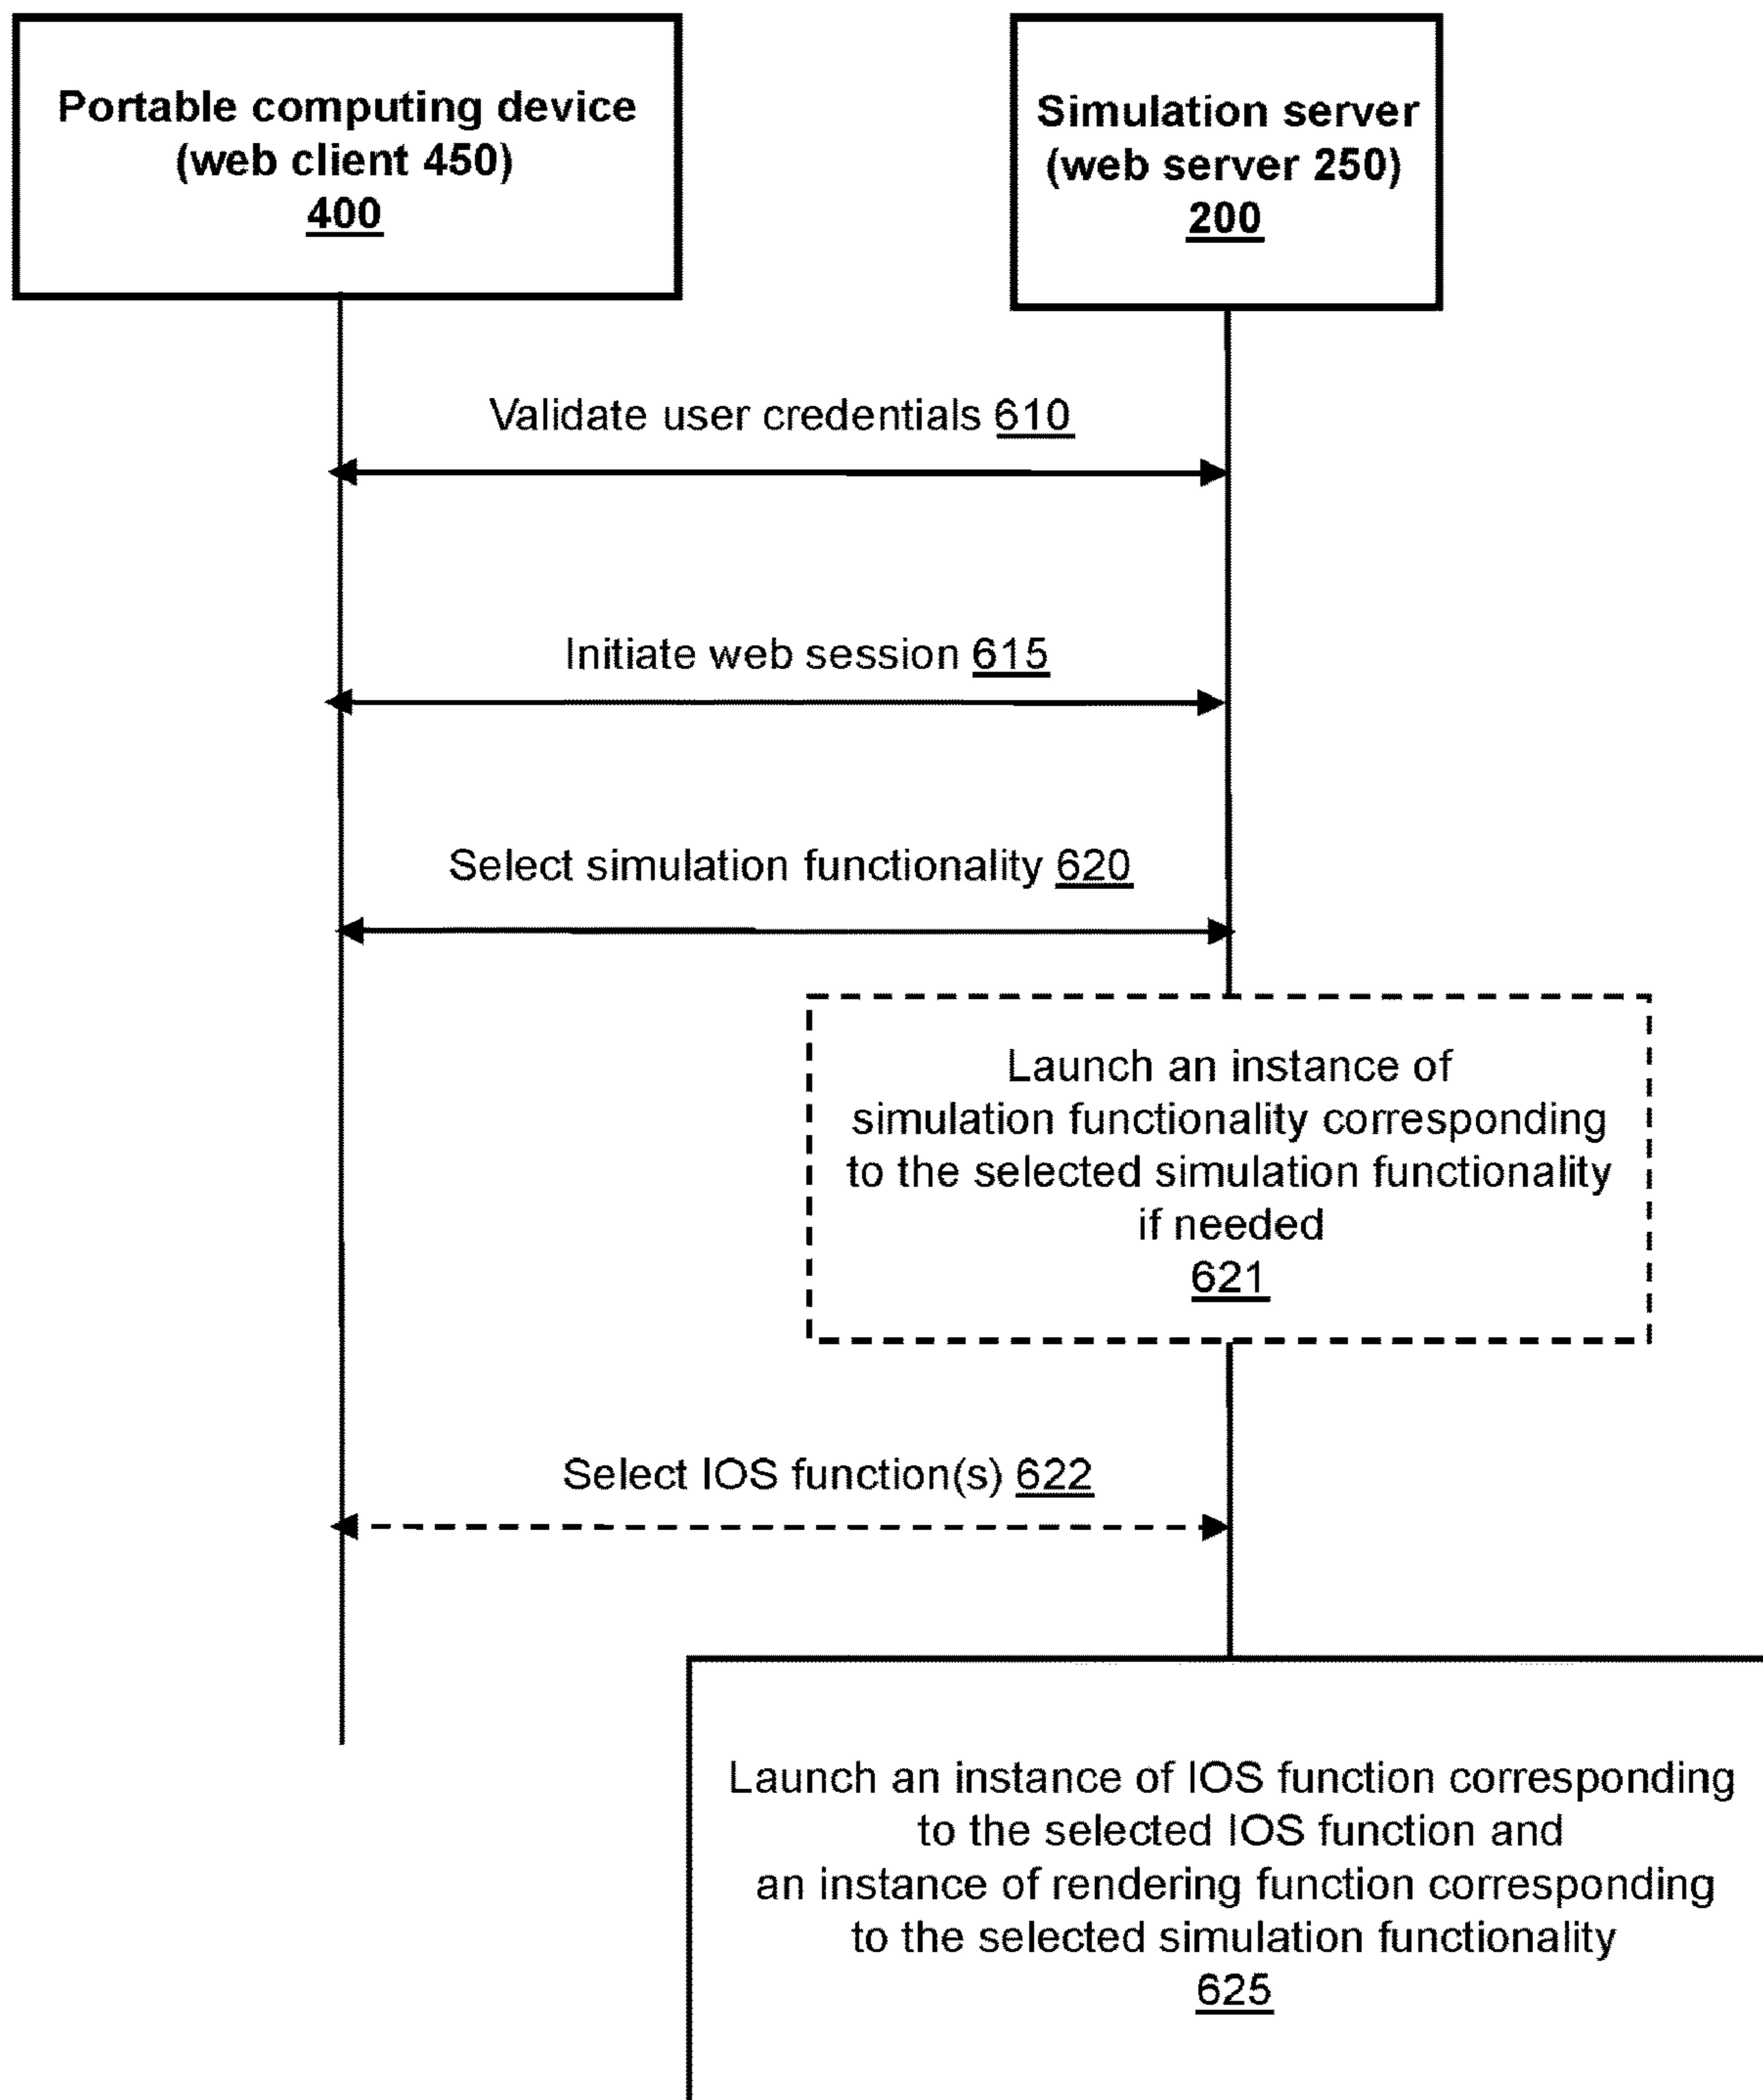 Portable computing device
(web client 450)
400
Simulation server
(web server 250)
200
Validate user credentials 610
Initiate web session 615
Select simulation functionality 620
Launch an instance of
simulation functionality corresponding
to the selected simulation functionality
if needed
621
Select IOS function(s) 622
Launch an instance of IOS function corresponding
to the selected IOS function and
an instance of rendering function corresponding
to the selected simulation functionality
625